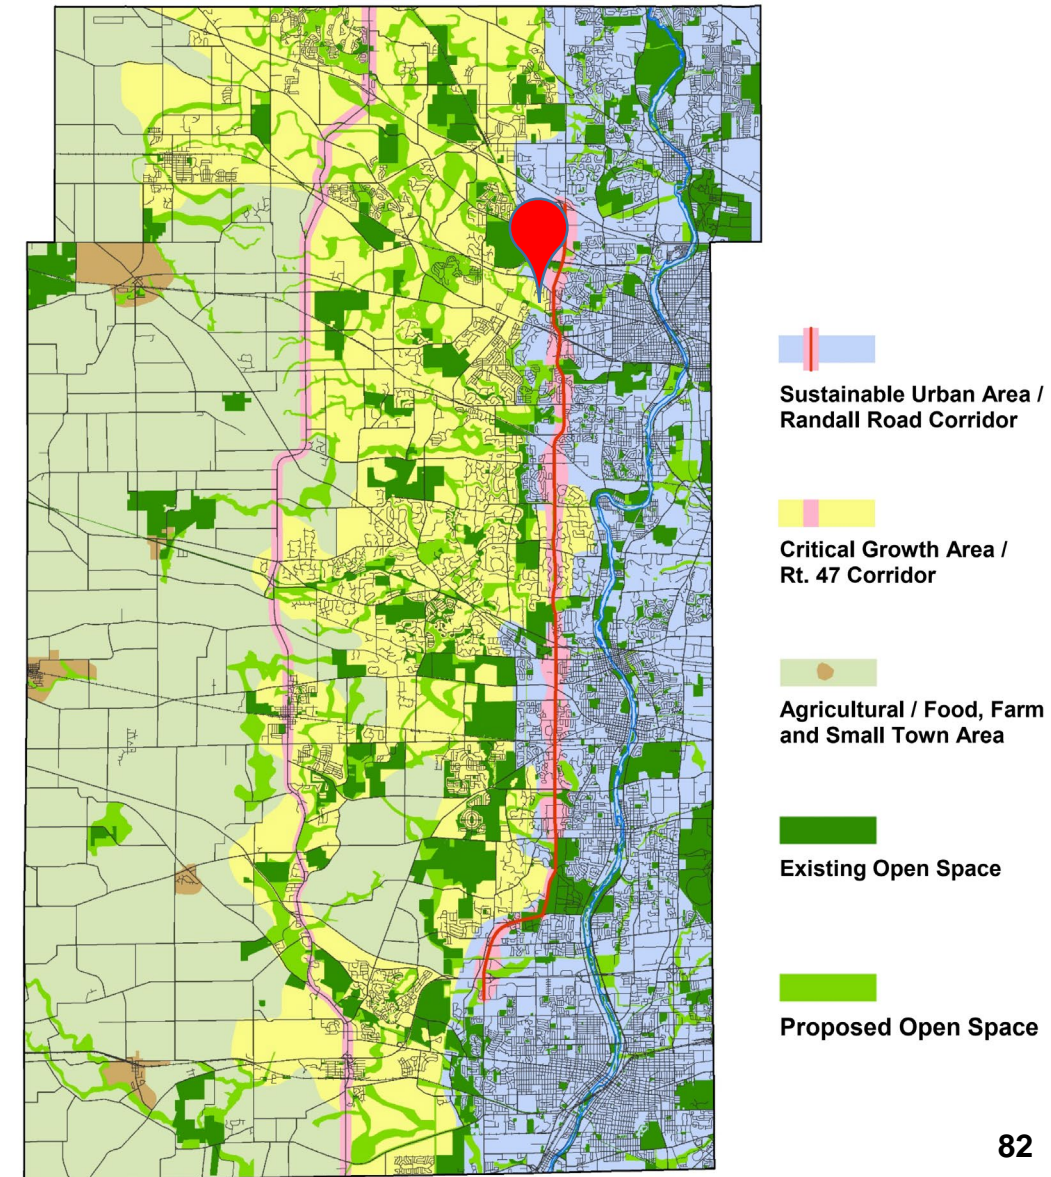 Sustainable Urban Area /
Randall Road Corridor
Critical Growth Area /
Rt. 47 Corridor
Agricultural / Food, Farm
and Small Town Area
Existing Open Space
Proposed Open Space
82